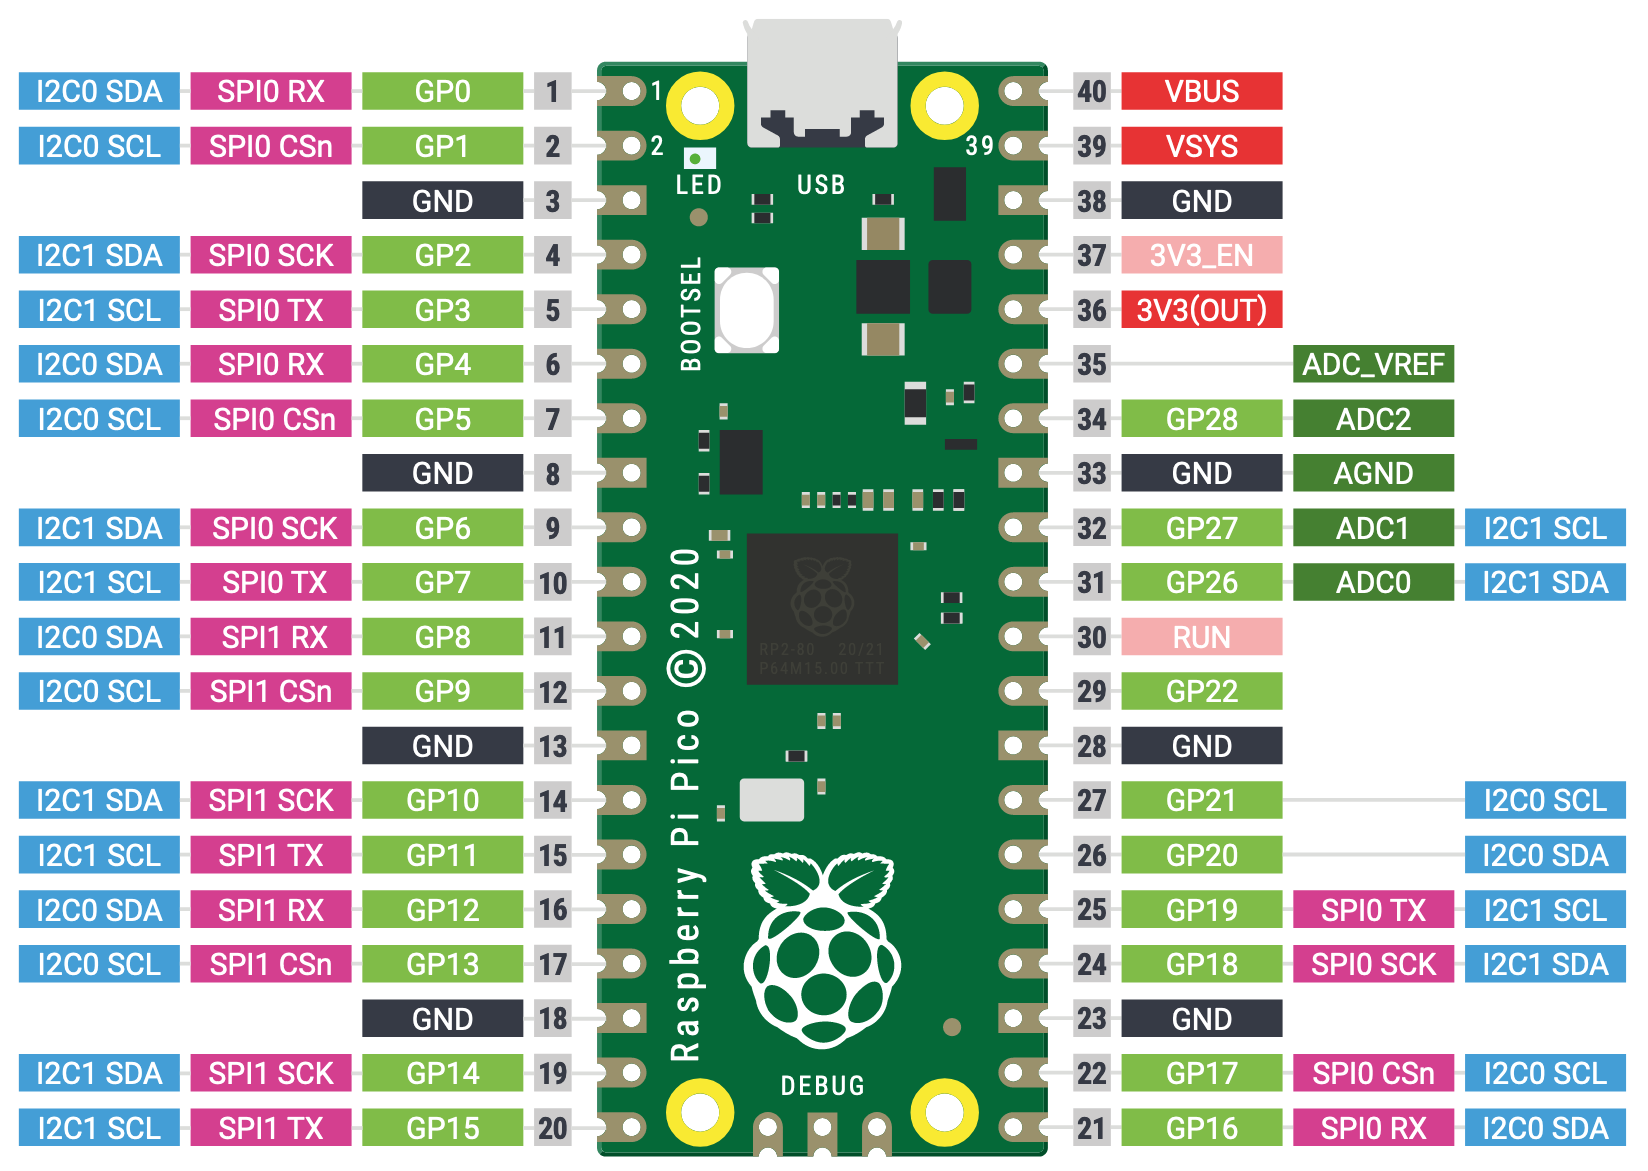 I2C0 SDA SPI0 RX GP0 1 1 40 VBUS
I2C0 SCL SPI0 CSn GP1 2 2 39 39 VSYS
LED USB
GND 3 38 GND
I2C1 SDA SPI0 SCK GP2 4 37 3V3_EN
I2C1 SCL SPI0 TX GP3 5 36 3V3(OUT)
BOOTSEL
I2C0 SDA SPI0 RX GP4 6 35 ADC_VREF
I2C0 SCL SPI0 CSn GP5 7 34 GP28 ADC2
GND 8 33 GND AGND
I2C1 SDA SPI0 SCK GP6 9 32 GP27 ADC1 I2C1 SCL
I2C1 SCL SPI0 TX GP7 10 31 GP26 ADC0 I2C1 SDA
I2C0 SDA SPI1 RX GP8 11 30 RUN
RP2-80 20/21
P64M15.00 TTT
I2C0 SCL SPI1 CSn GP9 12 29 GP22
GND 13 28 GND
I2C1 SDA SPI1 SCK GP10 14 27 GP21 I2C0 SCL
I2C1 SCL SPI1 TX GP11 15 26 GP20 I2C0 SDA
Raspberry Pi Pico © 2020
I2C0 SDA SPI1 RX GP12 16 25 GP19 SPI0 TX I2C1 SCL
I2C0 SCL SPI1 CSn GP13 17 24 GP18 SPI0 SCK I2C1 SDA
GND 18 23 GND
I2C1 SDA SPI1 SCK GP14 19 22 GP17 SPI0 CSn I2C0 SCL
DEBUG
I2C1 SCL SPI1 TX GP15 20 21 GP16 SPI0 RX I2C0 SDA